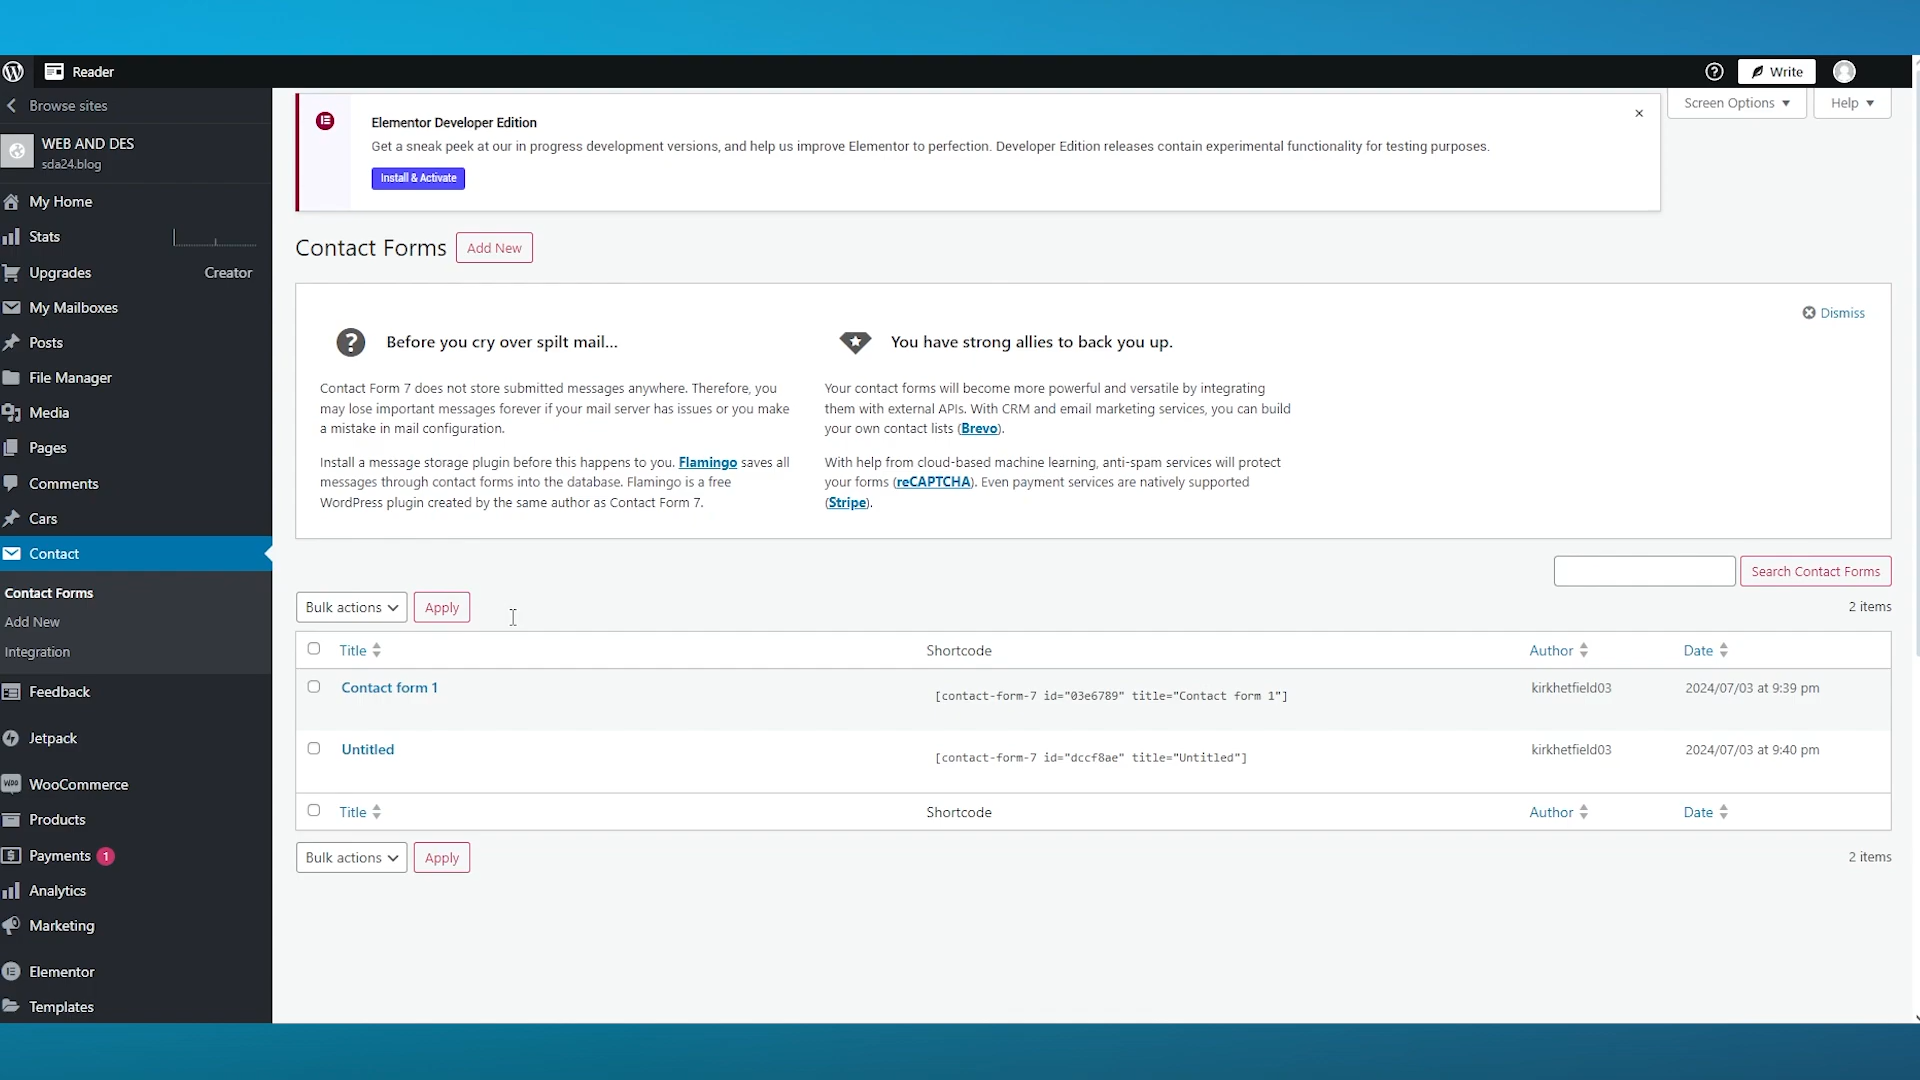 Reader
Write
Browse sites
WEB AND DES
sda24.blog
My Home
Stats
Upgrades Creator
My Mailboxes
Posts
File Manager
Media
Pages
Comments
Cars
Contact
Contact Forms
Add New
Integration
Feedback
Jetpack
WooCommerce
Products
Payments 1
Analytics
Marketing
Elementor
Templates
Screen Options
Help
Elementor Developer Edition
Get a sneak peek at our in progress development versions, and help us improve Elementor to perfection. Developer Edition releases contain experimental functionality for testing purposes.
Install & Activate
Contact Forms Add New
Dismiss
Before you cry over spilt mail...
Contact Form 7 does not store submitted messages anywhere. Therefore, you
may lose important messages forever if your mail server has issues or you make
a mistake in mail configuration.
Install a message storage plugin before this happens to you. Flamingo saves all
messages through contact forms into the database. Flamingo is a free
WordPress plugin created by the same author as Contact Form 7.
You have strong allies to back you up.
Your contact forms will become more powerful and versatile by integrating
them with external APIs. With CRM and email marketing services, you can build
your own contact lists (Brevo).
With help from cloud-based machine learning, anti-spam services will protect
your forms (reCAPTCHA). Even payment services are natively supported
(Stripe).
Search Contact Forms
Bulk actions Apply 2 items
Title Shortcode Author Date
Contact form 1 [contact-form-7 id="03e6789" title="Contact form 1"] kirkhetfield03 2024/07/03 at 9:39 pm
Untitled [contact-form-7 id="dccf8ae" title="Untitled"] kirkhetfield03 2024/07/03 at 9:40 pm
Title Shortcode Author Date
Bulk actions Apply 2 items